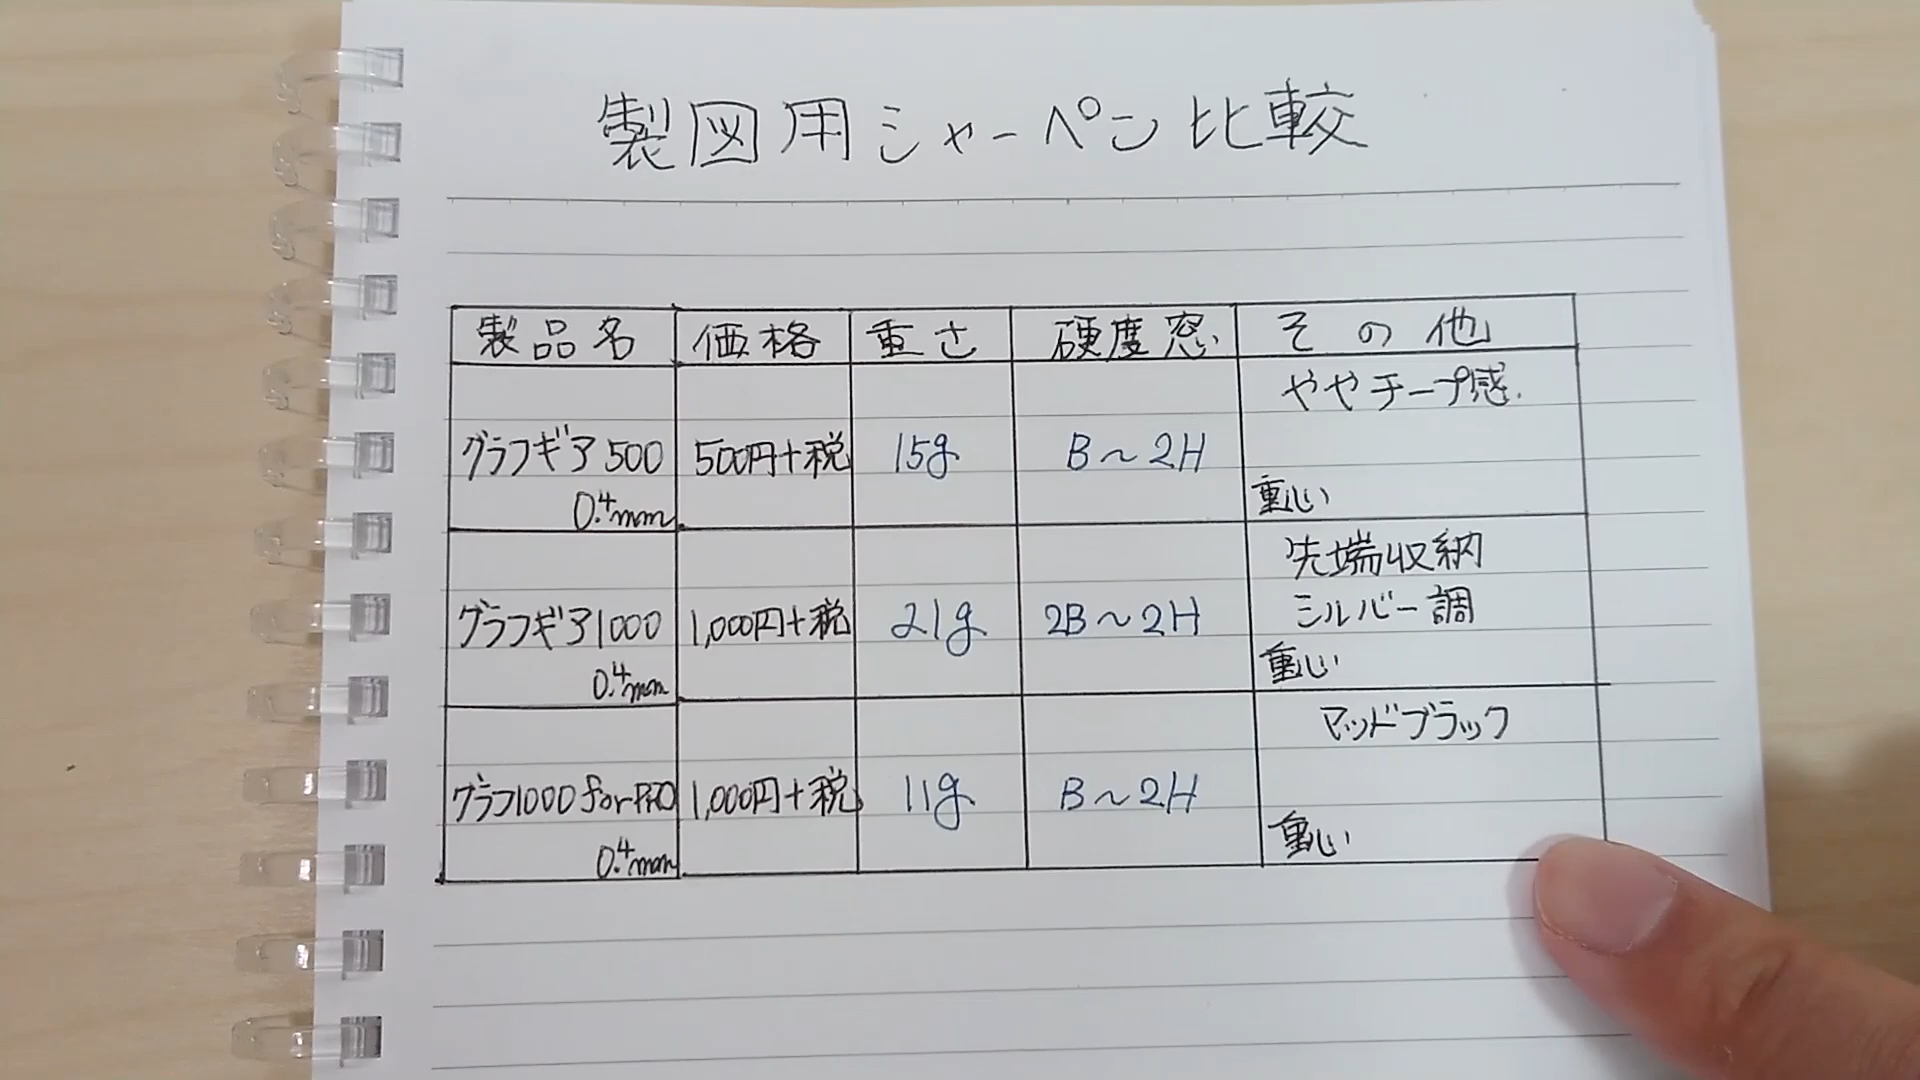 製図用シャーペン比較
製品名 価格 重さ 硬度窓 その他
ややチープ感.
グラフギア500 500円+税 15g B～2H
0.4mm 重心
先端収納
シルバー調
グラフギア1000 1,000円+税 21g 2B～2H
0.4mm 重心
マッドブラック
グラフ1000 for PRO 1,000円+税 11g B～2H
0.4mm 重心